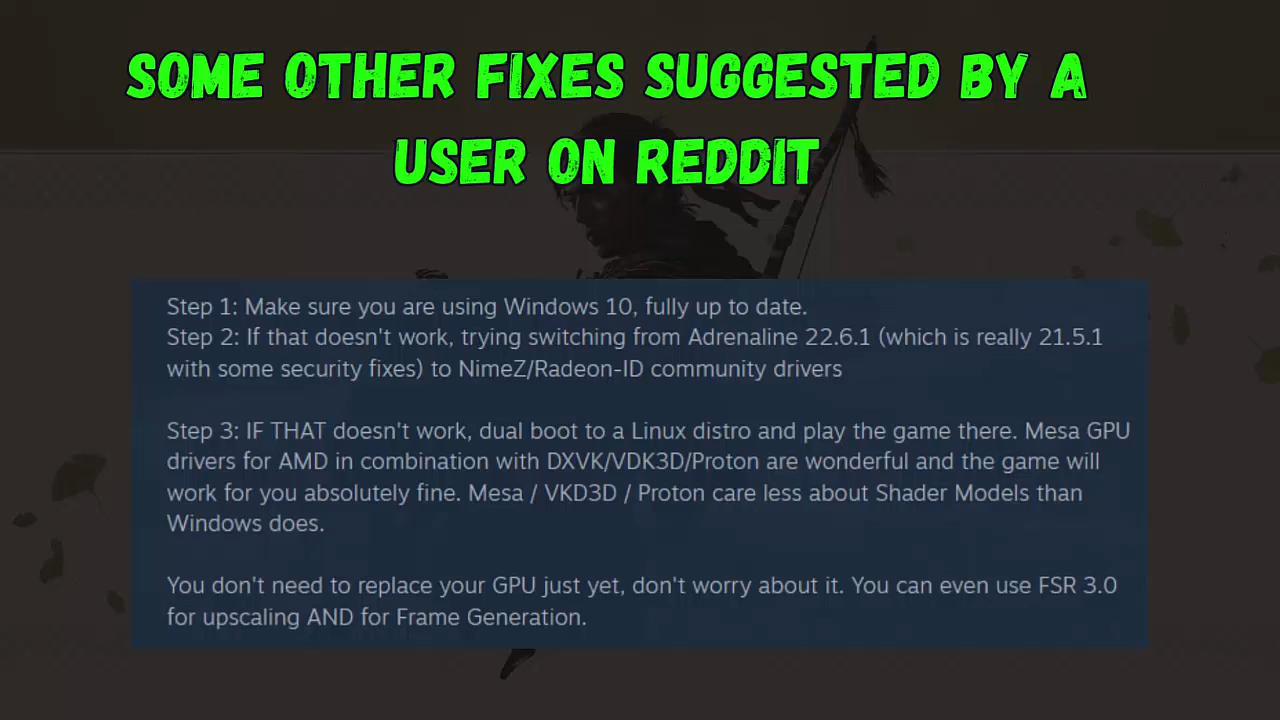 SOME OTHER FIXES SUGGESTED BY A
USER ON REDDIT
Step 1: Make sure you are using Windows 10, fully up to date.
Step 2: If that doesn't work, trying switching from Adrenaline 22.6.1 (which is really 21.5.1
with some security fixes) to NimeZ/Radeon-ID community drivers
Step 3: IF THAT doesn't work, dual boot to a Linux distro and play the game there. Mesa GPU
drivers for AMD in combination with DXVK/VDK3D/Proton are wonderful and the game will
work for you absolutely fine. Mesa / VKD3D / Proton care less about Shader Models than
Windows does.
You don't need to replace your GPU just yet, don't worry about it. You can even use FSR 3.0
for upscaling AND for Frame Generation.